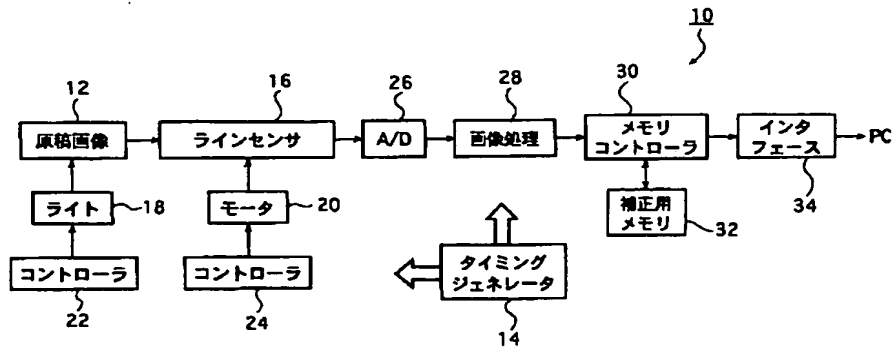 10
12
16
26
28
30
原稿画像
ラインセンサ
A/D
画像処理
メモリ
コントローラ
インタ
フェース
PC
34
ライト
18
モータ
20
補正用
メモリ
32
コントローラ
22
コントローラ
24
タイミング
ジェネレータ
14